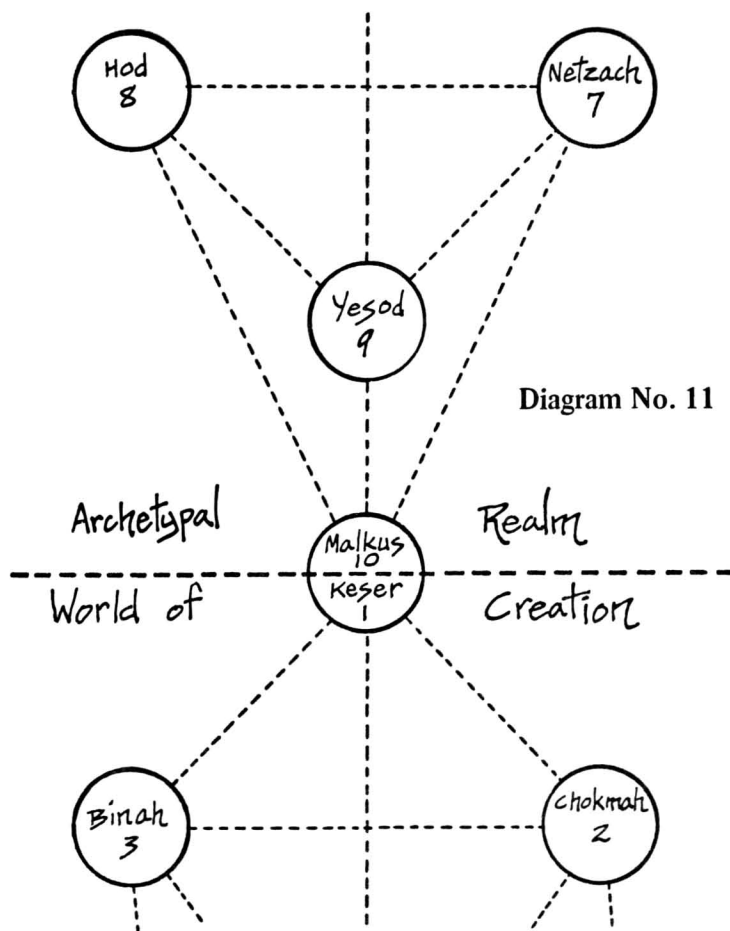 Hod
8
Netzach
7
Yesod
9
Diagram No. 11
Archetypal Realm
Malkus
10
Keser
1
World of Creation
Binah
3
Chokmah
2